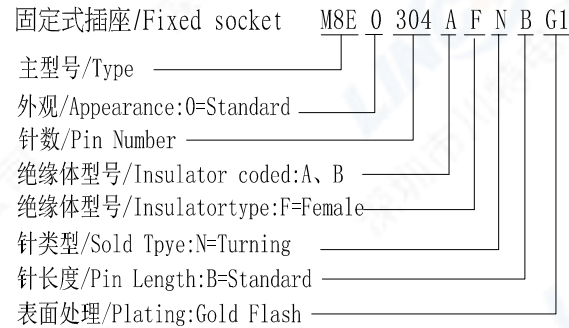 固定式插座/Fixed socket M8E 0 304 A F N B G1
主型号/Type
外观/Appearance:0=Standard
针数/Pin Number
绝缘体型号/Insulator coded:A、B
绝缘体型号/Insulatortype:F=Female
针类型/Sold Tpye:N=Turning
针长度/Pin Length:B=Standard
表面处理/Plating:Gold Flash